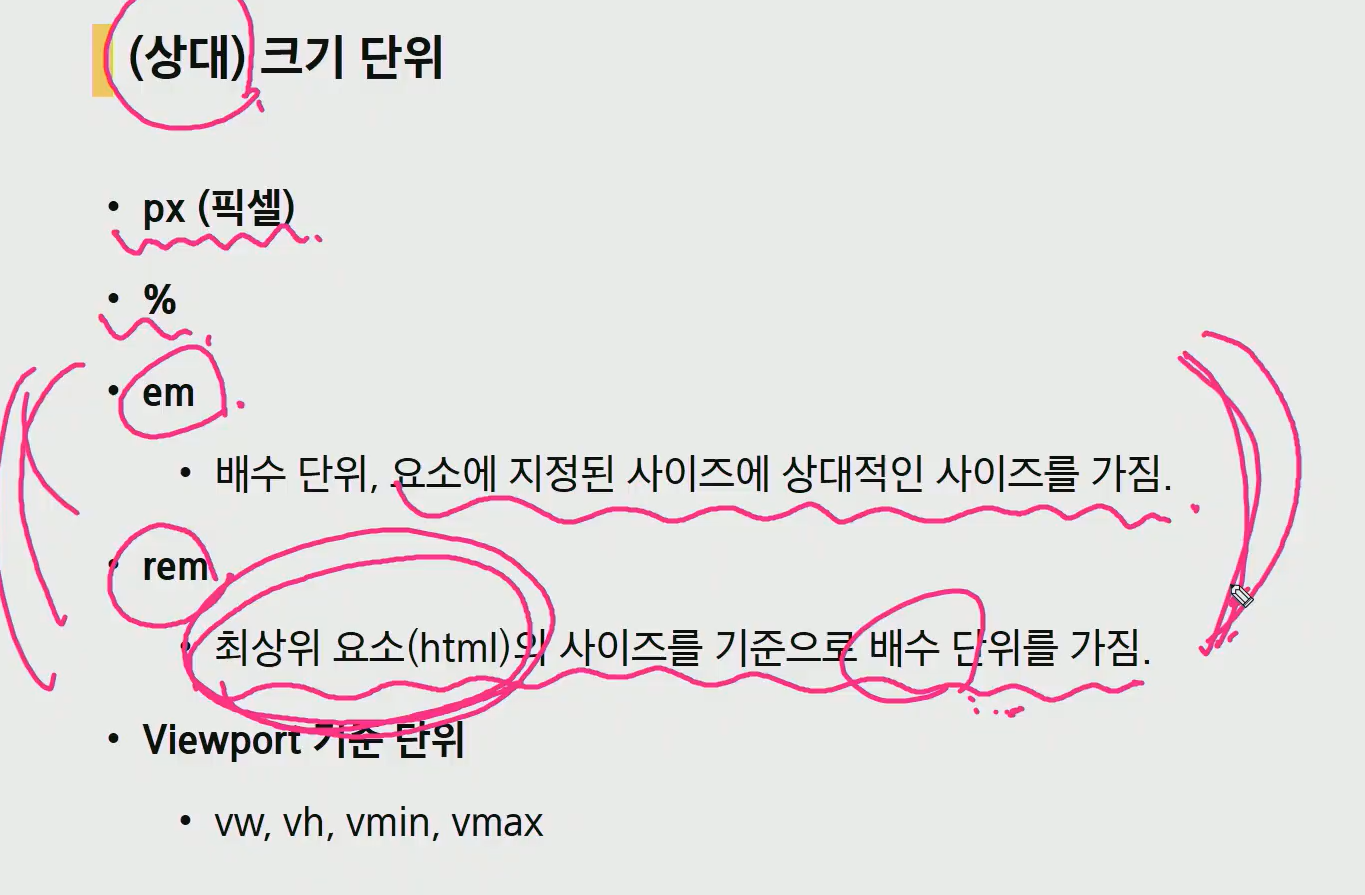 (상대) 크기 단위
• px (픽셀)
• %
• em
• 배수 단위, 요소에 지정된 사이즈에 상대적인 사이즈를 가짐.
• rem
• 최상위 요소(html)의 사이즈를 기준으로 배수 단위를 가짐.
• Viewport 기준 단위
• vw, vh, vmin, vmax